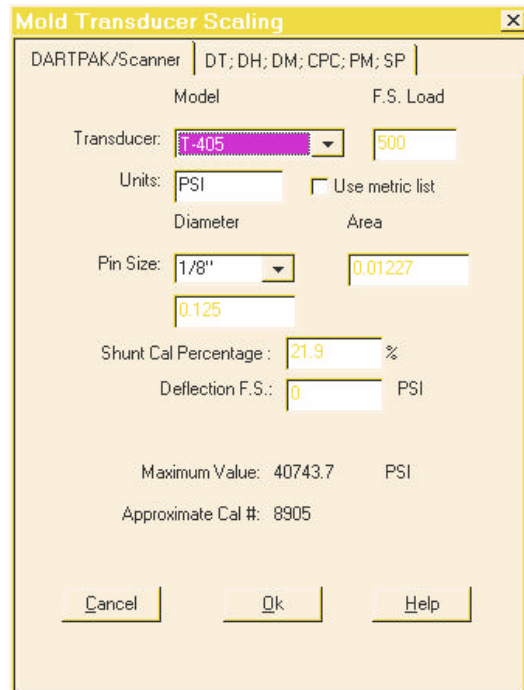 Mold Transducer Scaling
DARTPAK/Scanner DT; DH; DM; CPC; PM; SP
Model F.S. Load
Transducer: T-405 500
Units: PSI Use metric list
Diameter Area
Pin Size: 1/8" 0.01227
0.125
Shunt Cal Percentage : 21.9 %
Deflection F.S.: 0 PSI
Maximum Value: 40743.7 PSI
Approximate Cal #: 8905
Cancel Ok Help